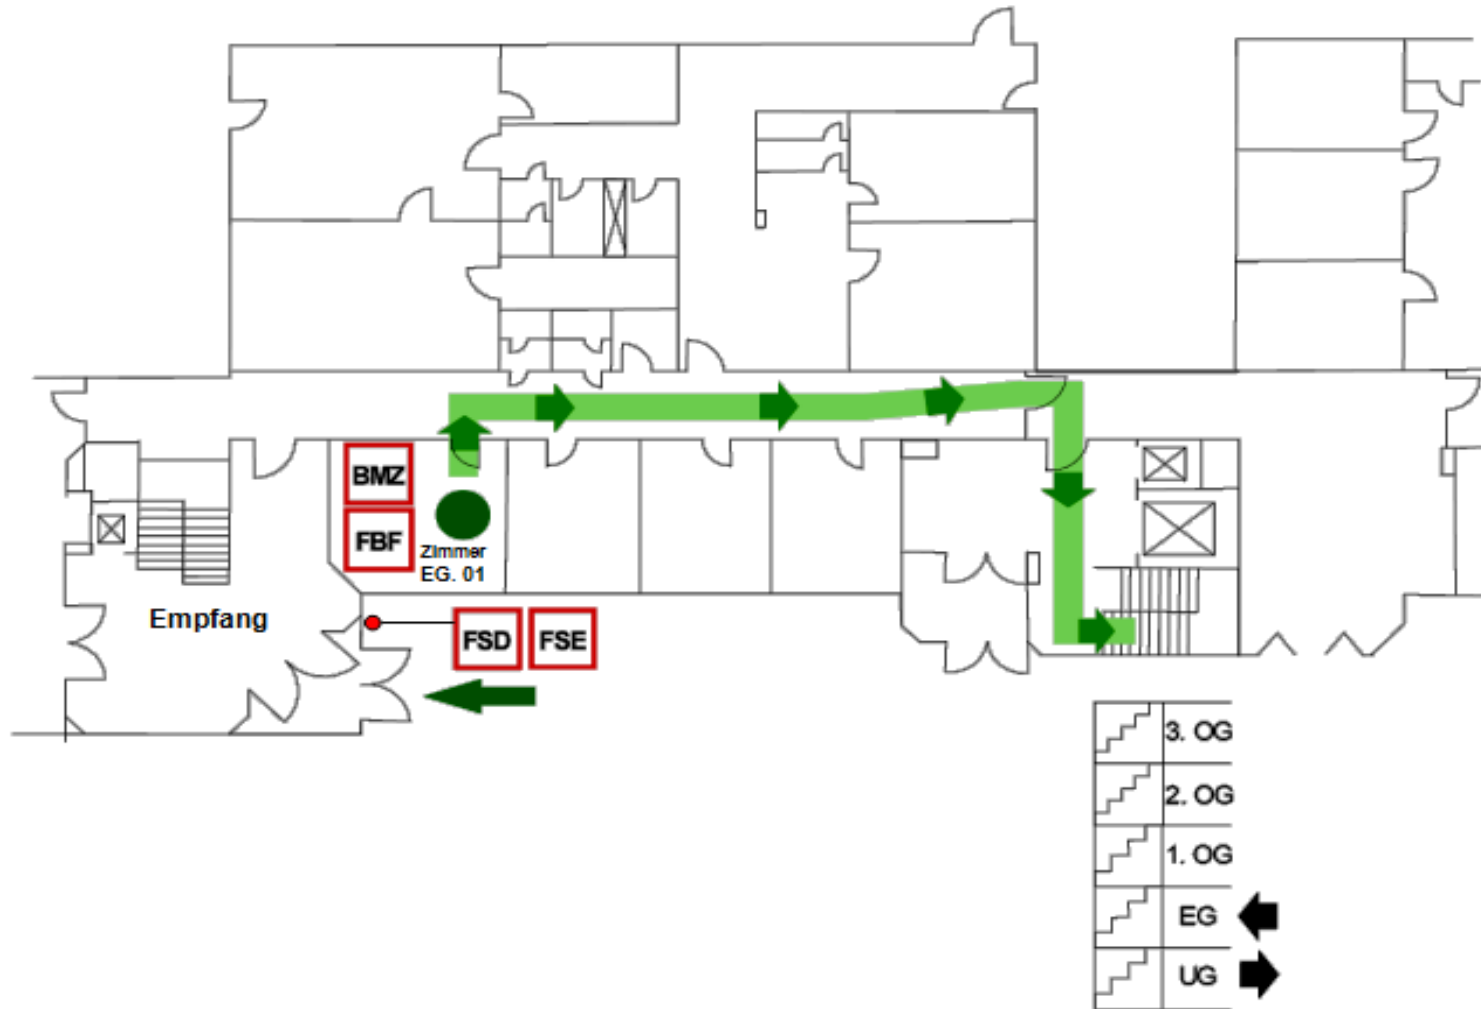 BMZ
FBF
Zimmer
EG. 01
Empfang
FSD FSE
3. OG
2. OG
1. OG
EG
UG